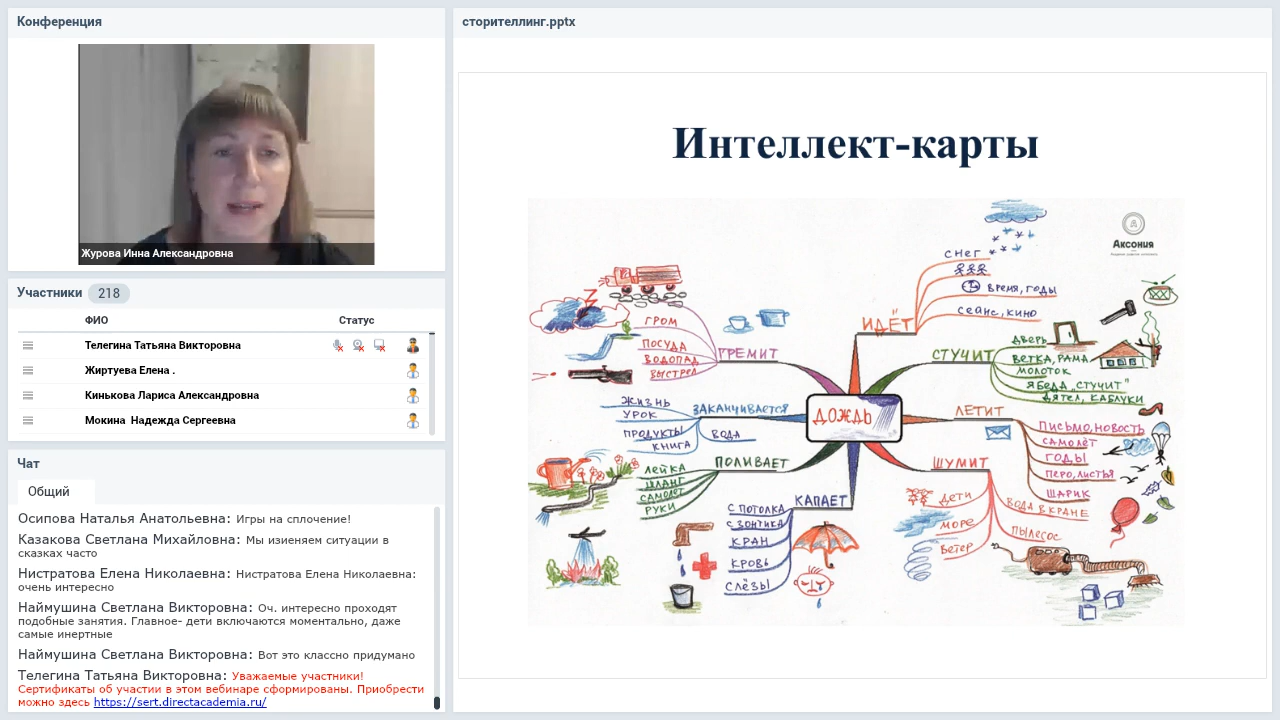 Конференция
Журова Инна Александровна
Участники 218
ФИО Статус
Телегина Татьяна Викторовна
Жиртуева Елена .
Кинькова Лариса Александровна
Мокина Надежда Сергеевна
Чат
Общий
Осипова Наталья Анатольевна: Игры на сплочение!
Казакова Светлана Михайловна: Мы изиеняем ситуации в
сказках часто
Нистратова Елена Николаевна: Нистратова Елена Николаевна:
очень интересно
Наймушина Светлана Викторовна: Оч. интересно проходят
подобные занятия. Главное- дети включаются моментально, даже
самые инертные
Наймушина Светлана Викторовна: Вот это классно придумано
Телегина Татьяна Викторовна: Уважаемые участники!
Сертификаты об участии в этом вебинаре сформированы. Приобрести
можно здесь https://sert.directacademia.ru/
сторителлинг.pptx
Интеллект-карты
Аксония
ДОЖДЬ
ИДЁТ
СНЕГ
ВРЕМЯ, ГОДЫ
СЕАНС, КИНО
СТУЧИТ
ДВЕРЬ
ВЕТКА, РАМА
МОЛОТОК
ЯБЕДА „СТУЧИТ"
ДЯТЕЛ, КАБЛУКИ
ЛЕТИТ
ПИСЬМО, НОВОСТЬ
САМОЛЁТ
ГОДЫ
ПЕРО, ЛИСТЬЯ
ШАРИК
ШУМИТ
ДЕТИ
МОРЕ
ВЕТЕР
ВОДА В КРАНЕ
ПЫЛЕСОС
КАПАЕТ
С ПОТОЛКА
С ЗОНТИКА
КРАН
КРОВЬ
СЛЁЗЫ
ПОЛИВАЕТ
ЛЕЙКА
ШЛАНГ
САМОЛЕТ
РУКИ
ЗАКАНЧИВАЕТСЯ
ЖИЗНЬ
УРОК
ПРОДУКТЫ
КНИГА
ВОДА
ГРЕМИТ
ГРОМ
ПОСУДА
ВОДОПАД
ВЫСТРЕЛ